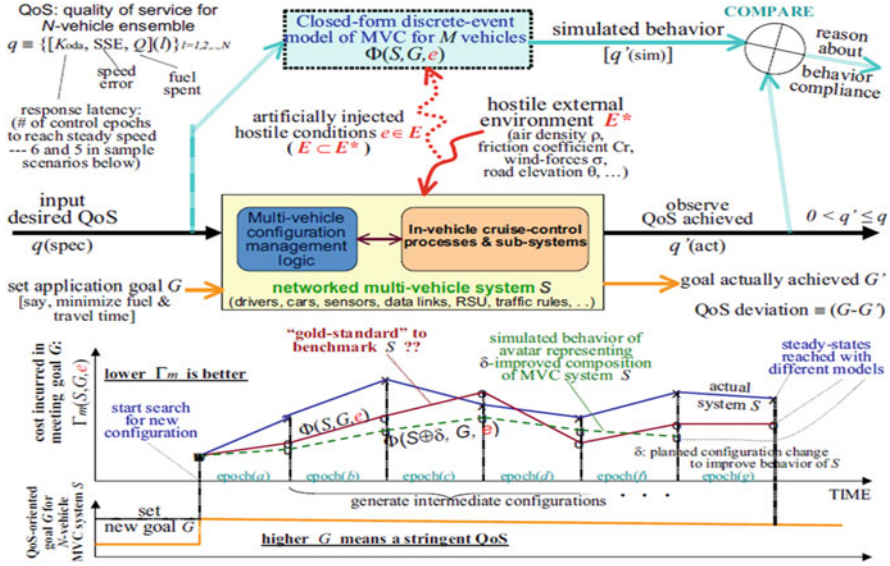 QoS: quality of service for
N-vehicle ensemble
q ≡ {[Koda, SSE, Q](l)}l=1,2,..,N
speed
error
fuel
spent
response latency:
(# of control epochs
to reach steady speed
--- 6 and 5 in sample
scenarios below)
Closed-form discrete-event
model of MVC for M vehicles
Φ(S,G,e)
simulated behavior
[q'(sim)]
COMPARE
reason
about
behavior
compliance
artificially injected
hostile conditions e∈E
(E⊂E*)
hostile external
environment E*
(air density ρ,
friction coefficient Cr,
wind-forces σ,
road elevation θ, ...)
input
desired QoS
q(spec)
Multi-vehicle
configuration
management
logic
In-vehicle cruise-control
processes & sub-systems
networked multi-vehicle system S
(drivers, cars, sensors, data links, RSU, traffic rules, . .)
observe
QoS achieved
q'(act)
0 < q' ≤ q
set application goal G
[say, minimize fuel &
travel time]
goal actually achieved G'
QoS deviation ≡ (G-G')
cost incurred in
meeting goal G:
Γm(S,G,e)
lower Γm is better
"gold-standard" to
benchmark S ??
simulated behavior of
avatar representing
δ-improved composition
of MVC system S
steady-states
reached with
different models
start search
for new
configuration
Φ(S,G,e)
Φ(S⊕δ, G, e)
actual
system S
δ: planned configuration change
to improve behavior of S
epoch(a)
epoch(b)
epoch(c)
epoch(d)
epoch(f)
epoch(g)
TIME
generate intermediate configurations
. . .
QoS-oriented
goal G for
N-vehicle
MVC system S
set
new goal G
higher G means a stringent QoS